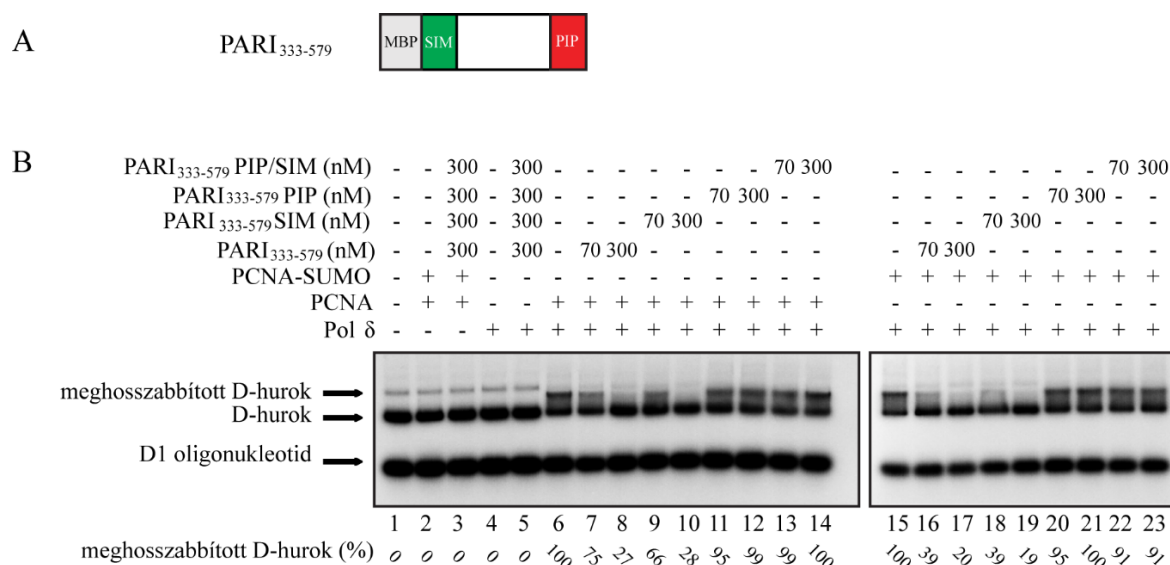 A
PARI333-579
MBP SIM PIP
B
PARI333-579 PIP/SIM (nM) - - 300 - 300 - - - - - - - 70 300 - - - - - - - 70 300
PARI333-579 PIP (nM) - - 300 - 300 - - - - - 70 300 - - - - - - - 70 300 - -
PARI333-579 SIM (nM) - - 300 - 300 - - - 70 300 - - - - - - - 70 300 - - - -
PARI333-579 (nM) - - 300 - 300 - 70 300 - - - - - - - 70 300 - - - - - -
PCNA-SUMO - + + - - - - - - - - - - - + + + + + + + + +
PCNA - + + - - + + + + + + + + + - - - - - - - - -
Pol δ - - - + + + + + + + + + + + + + + + + + + + +
meghosszabbított D-hurok
D-hurok
D1 oligonukleotid
1 2 3 4 5 6 7 8 9 10 11 12 13 14 15 16 17 18 19 20 21 22 23
meghosszabbított D-hurok (%) 0 0 0 0 0 100 75 27 66 28 95 99 99 100 100 39 20 39 19 95 100 91 91